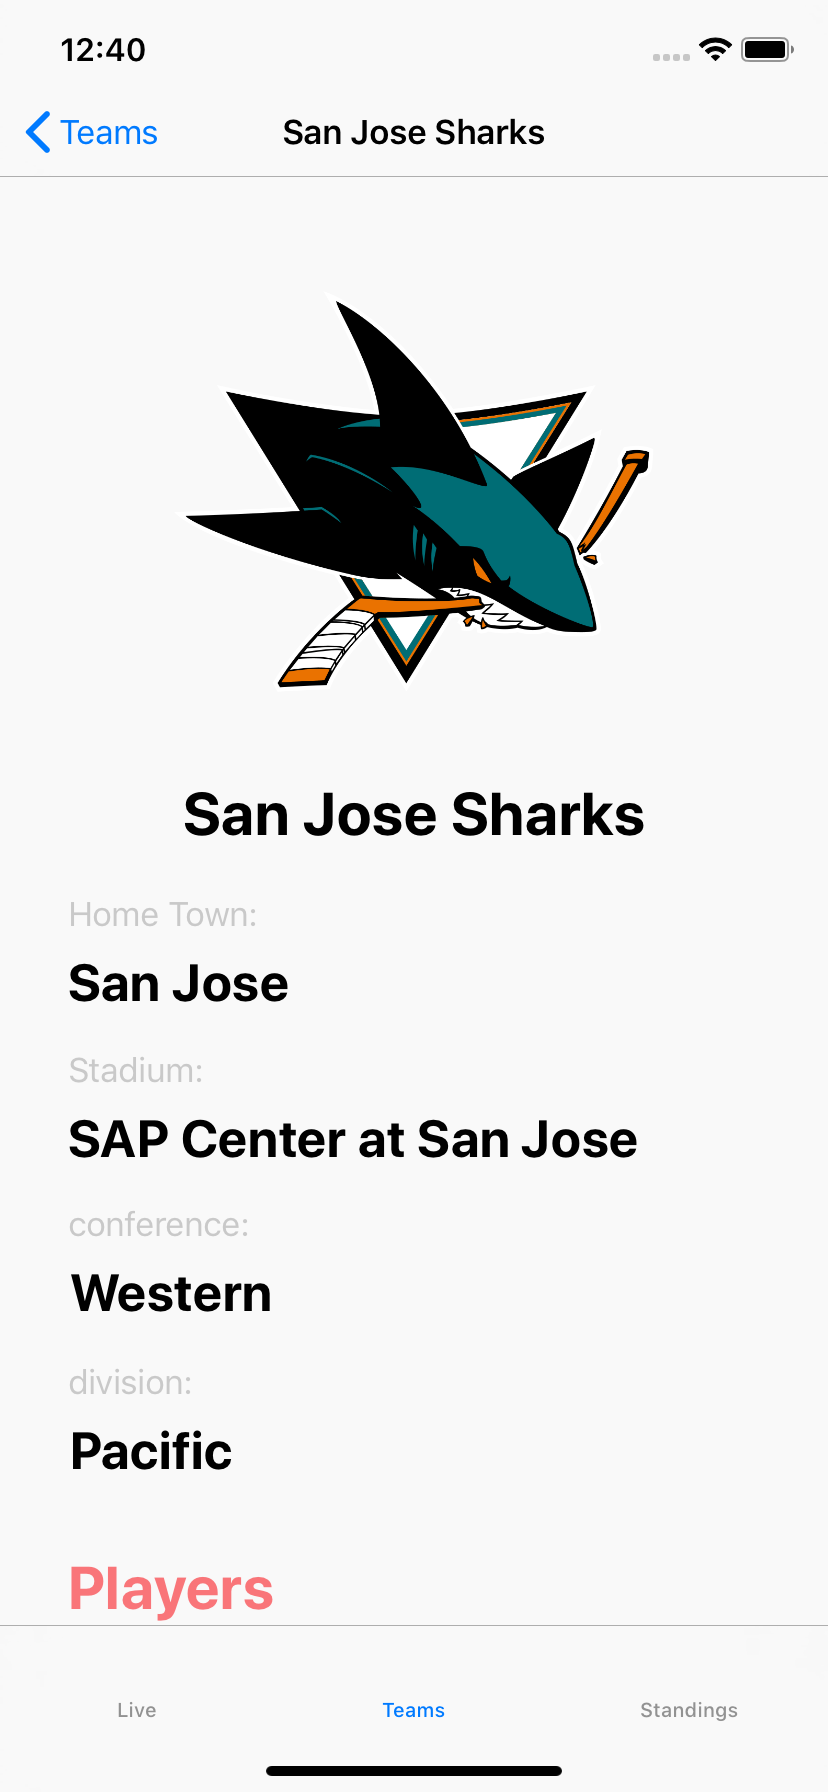 12:40
Teams
San Jose Sharks
San Jose Sharks
Home Town:
San Jose
Stadium:
SAP Center at San Jose
conference:
Western
division:
Pacific
Players
Live
Teams
Standings